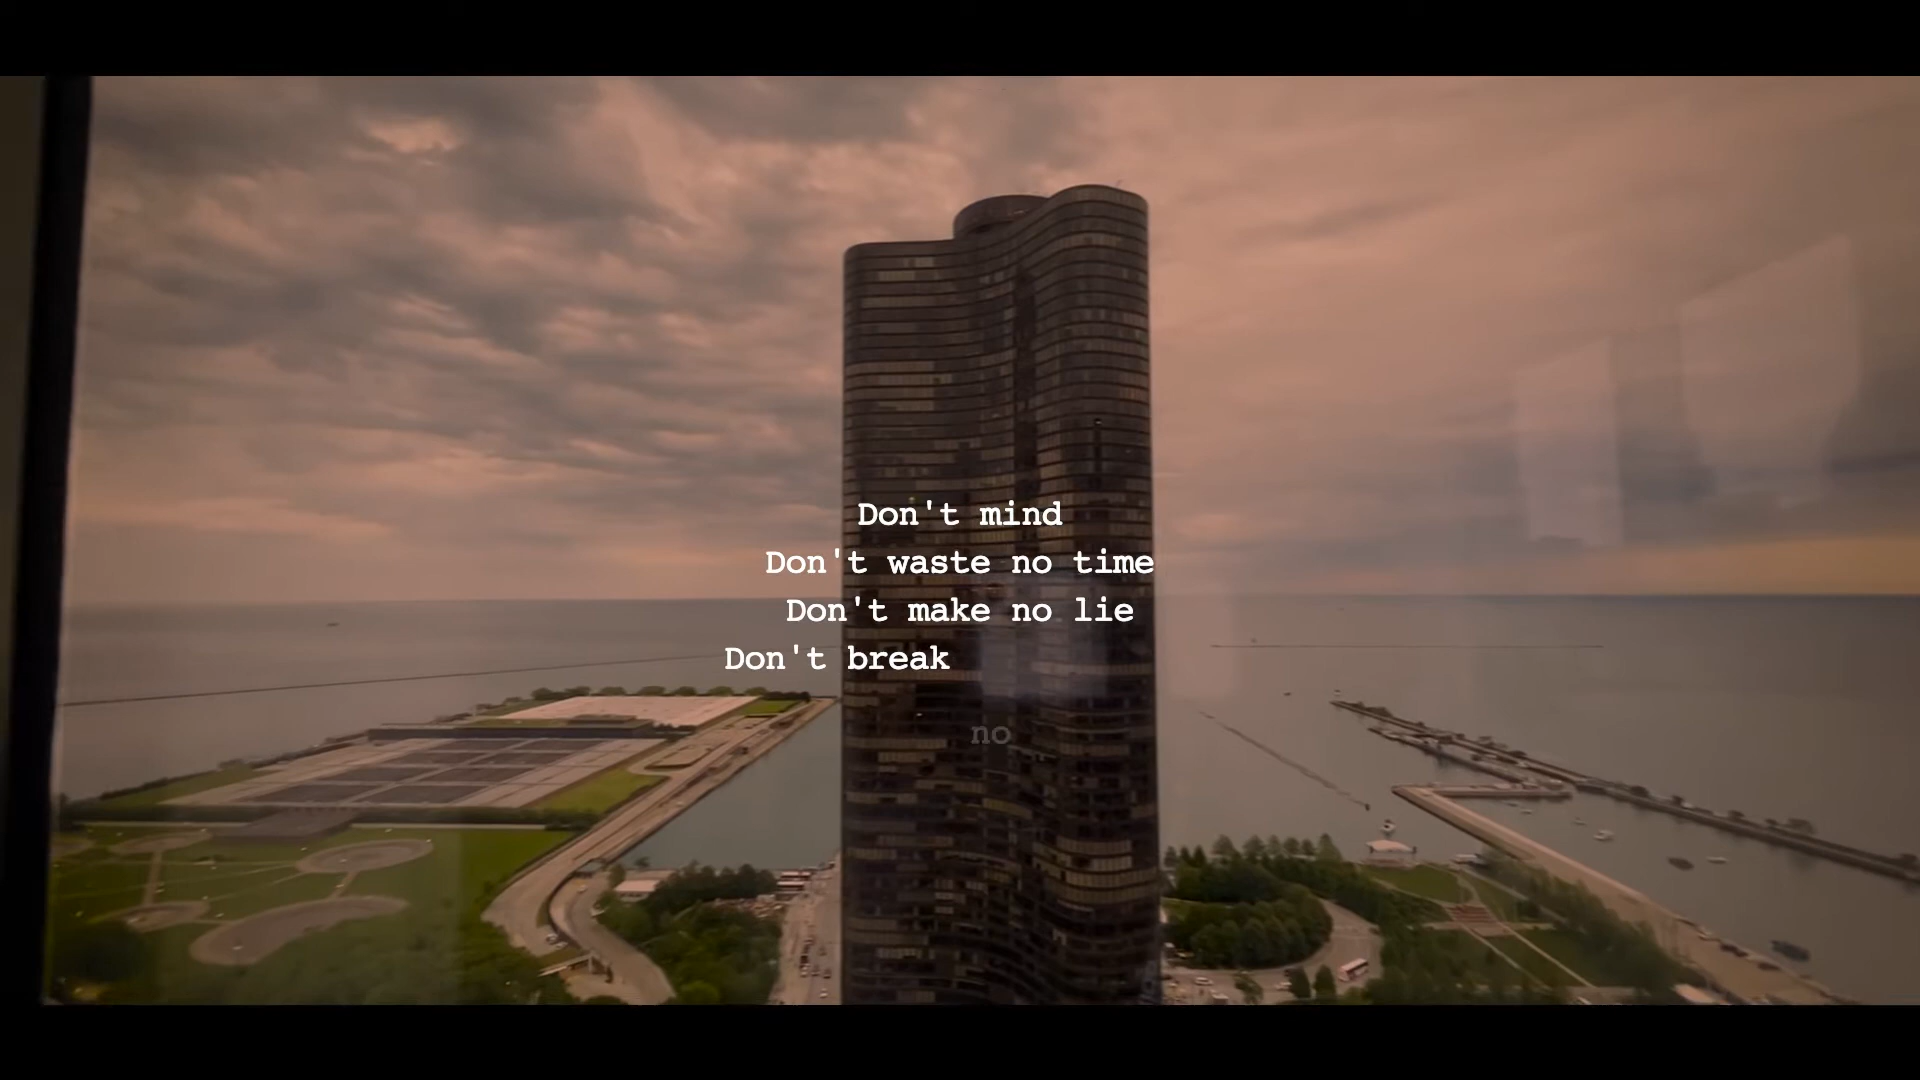 Don't mind
Don't waste no time
Don't make no lie
Don't break
no